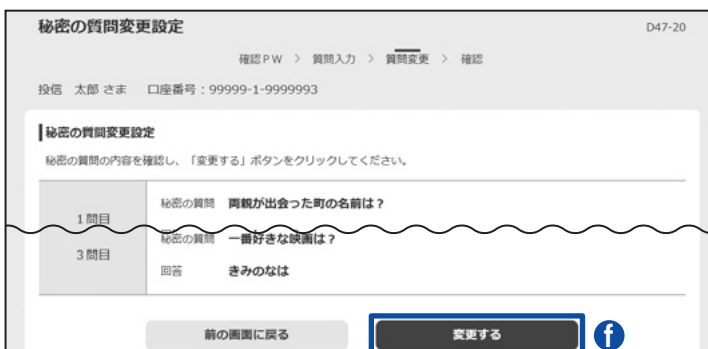 秘密の質問変更設定 D47-20
確認ＰＷ > 質問入力 > 質問変更 > 確認
投信 太郎 さま 口座番号：99999-1-9999993
秘密の質問変更設定
秘密の質問の内容を確認し、「変更する」ボタンをクリックしてください。
1 問目 秘密の質問 両親が出会った町の名前は？
秘密の質問 一番好きな映画は？
3 問目
回答 きみのなは
前の画面に戻る 変更する f